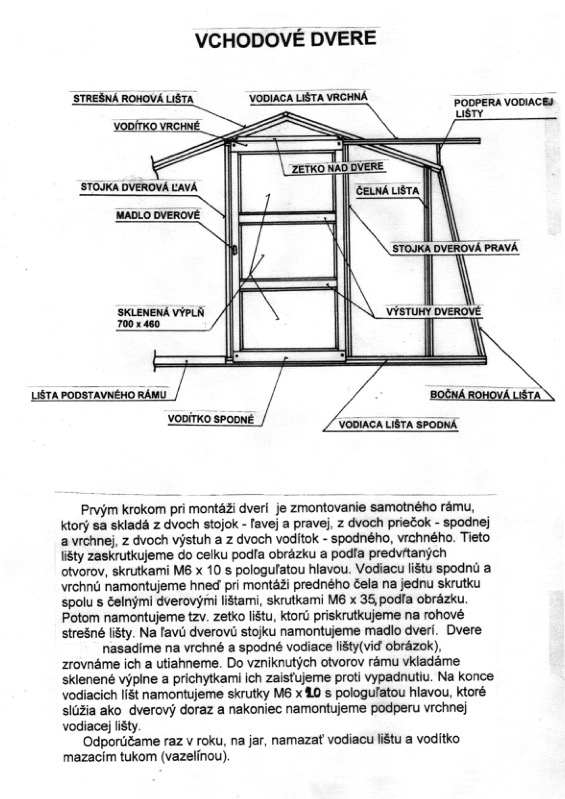 VCHODOVÉ DVERE
STREŠNÁ ROHOVÁ LIŠTA
VODIACA LIŠTA VRCHNÁ
PODPERA VODIACEJ
LIŠTY
VODÍTKO VRCHNÉ
ZETKO NAD DVERE
STOJKA DVEROVÁ ĽAVÁ
ČELNÁ LIŠTA
MADLO DVEROVÉ
STOJKA DVEROVÁ PRAVÁ
SKLENENÁ VÝPLŇ
700 x 460
VÝSTUHY DVEROVÉ
LIŠTA PODSTAVNÉHO RÁMU
BOČNÁ ROHOVÁ LIŠTA
VODÍTKO SPODNÉ
VODIACA LIŠTA SPODNÁ
Prvým krokom pri montáži dverí je zmontovanie samotného rámu,
ktorý sa skladá z dvoch stojok - ľavej a pravej, z dvoch priečok - spodnej
a vrchnej, z dvoch výstuh a z dvoch vodítok - spodného, vrchného. Tieto
lišty zaskrutkujeme do celku podľa obrázku a podľa predvŕtaných
otvorov, skrutkami M6 x 10 s pologuľatou hlavou. Vodiacu lištu spodnú a
vrchnú namontujeme hneď pri montáži predného čela na jednu skrutku
spolu s čelnými dverovými lištami, skrutkami M6 x 35, podľa obrázku.
Potom namontujeme tzv. zetko lištu, ktorú priskrutkujeme na rohové
strešné lišty. Na ľavú dverovú stojku namontujeme madlo dverí. Dvere
nasadíme na vrchné a spodné vodiace lišty(viď obrázok),
zrovnáme ich a utiahneme. Do vzniknutých otvorov rámu vkladáme
sklenené výplne a príchytkami ich zaisťujeme proti vypadnutiu. Na konce
vodiacich líšt namontujeme skrutky M6 x 20 s pologuľatou hlavou, ktoré
slúžia ako dverový doraz a nakoniec namontujeme podperu vrchnej
vodiacej lišty.
Odporúčame raz v roku, na jar, namazať vodiacu lištu a vodítko
mazacím tukom (vazelínou).